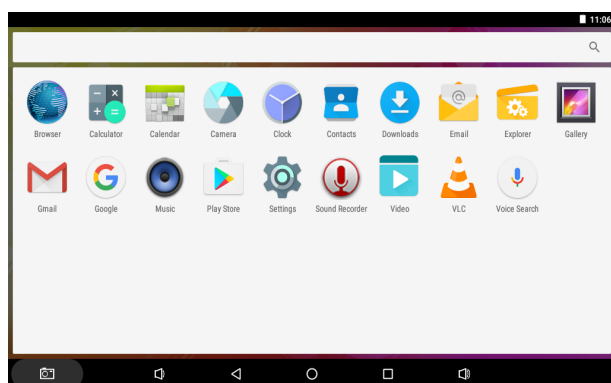 11:06
Browser Calculator Calendar Camera Clock Contacts Downloads Email Explorer Gallery
Gmail Google Music Play Store Settings Sound Recorder Video VLC Voice Search